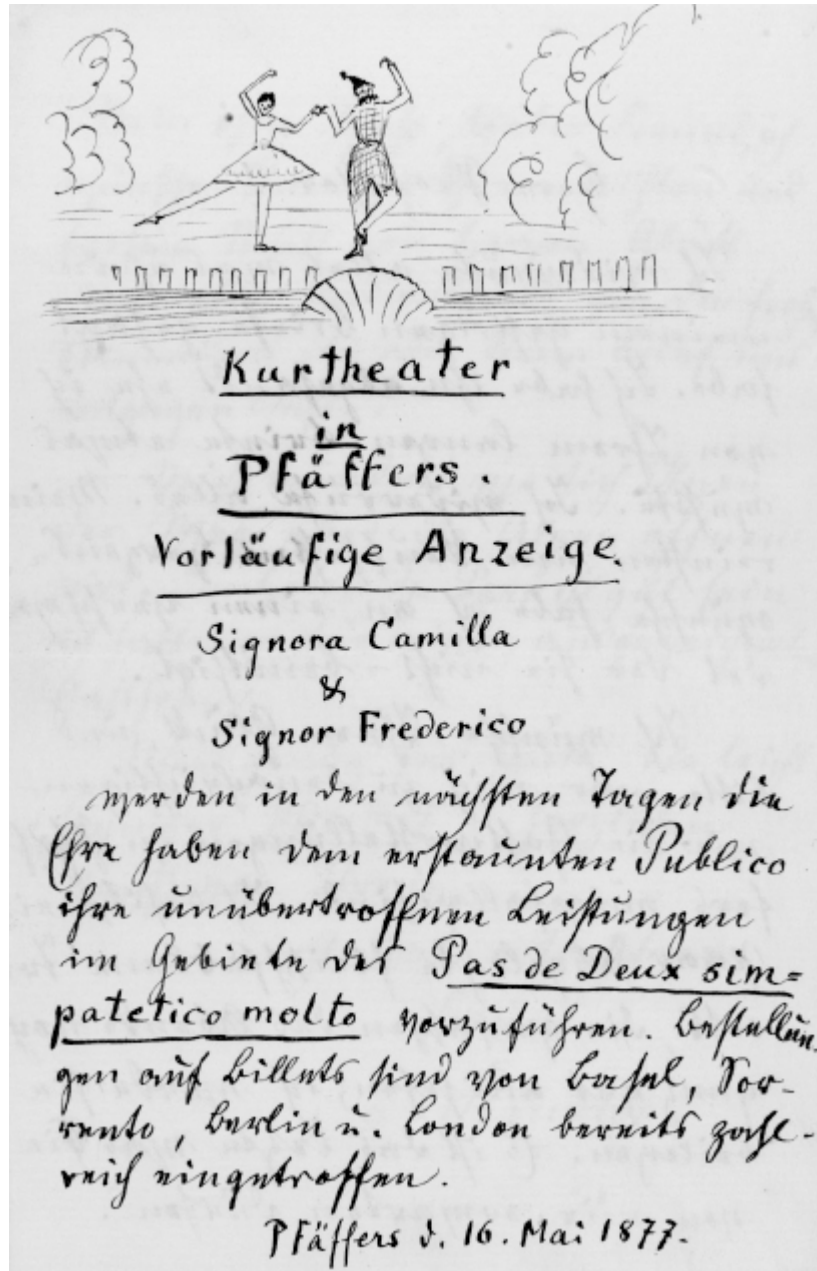 Kurtheater
in
Pfäffers.
Vorläufige Anzeige.
Signora Camilla
&
Signor Frederico
werden in den nächsten Tagen die
Ehre haben dem erstaunten Publico
ihre unübertroffnen Leistungen
im Gebiete des Pas de Deux sim=
patetico molto vorzuführen. Bestellun-
gen auf Billets sind von Basel, Sor-
rento, Berlin u. London bereits zahl-
reich eingetroffen.
Pfäffers d. 16. Mai 1877.